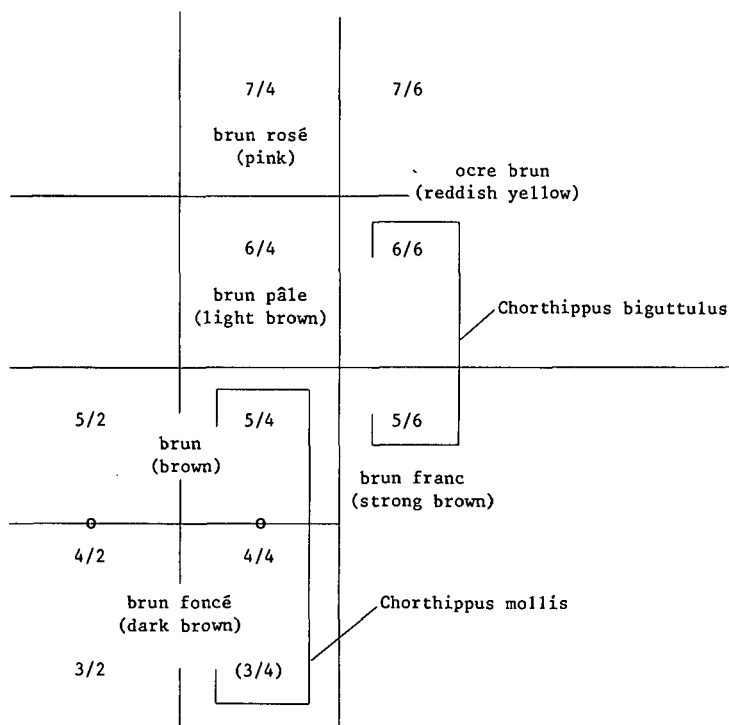 7/4 7/6
brun rosé
(pink)
ocre brun
(reddish yellow)
6/4 6/6
brun pâle
(light brown)
Chorthippus biguttulus
5/2 5/4 5/6
brun
(brown)
brun franc
(strong brown)
4/2 4/4
brun foncé
(dark brown)
Chorthippus mollis
3/2 (3/4)